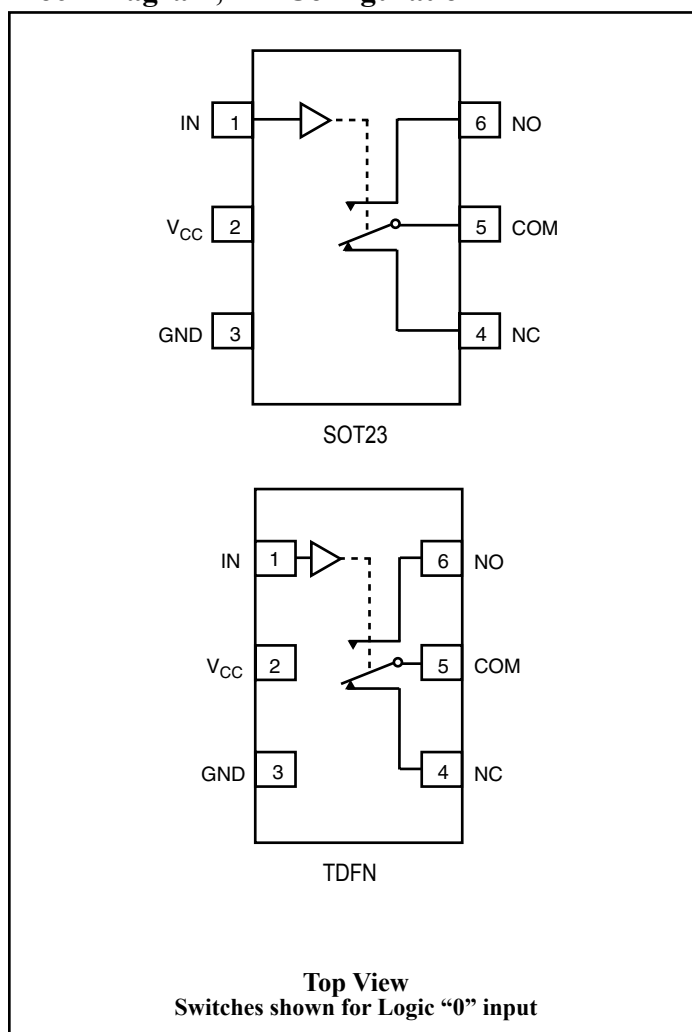 IN 1 6 NO
VCC 2 5 COM
GND 3 4 NC
SOT23
IN 1 6 NO
VCC 2 5 COM
GND 3 4 NC
TDFN
Top View
Switches shown for Logic “0” input